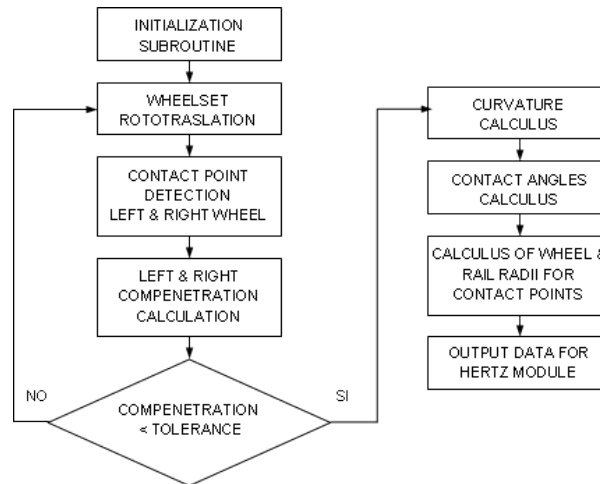 INITIALIZATION
SUBROUTINE
WHEELSET
ROTOTRASLATION
CONTACT POINT
DETECTION
LEFT & RIGHT WHEEL
LEFT & RIGHT
COMPENETRATION
CALCULATION
NO
COMPENETRATION
< TOLERANCE
SI
CURVATURE
CALCULUS
CONTACT ANGLES
CALCULUS
CALCULUS OF WHEEL &
RAIL RADII FOR
CONTACT POINTS
OUTPUT DATA FOR
HERTZ MODULE